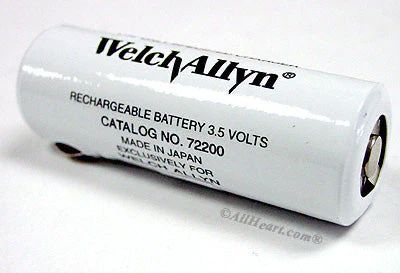 WelchAllyn®
RECHARGEABLE BATTERY 3.5 VOLTS
CATALOG NO. 72200
MADE IN JAPAN
EXCLUSIVELY FOR
WELCH ALLYN
©AllHeart.com®